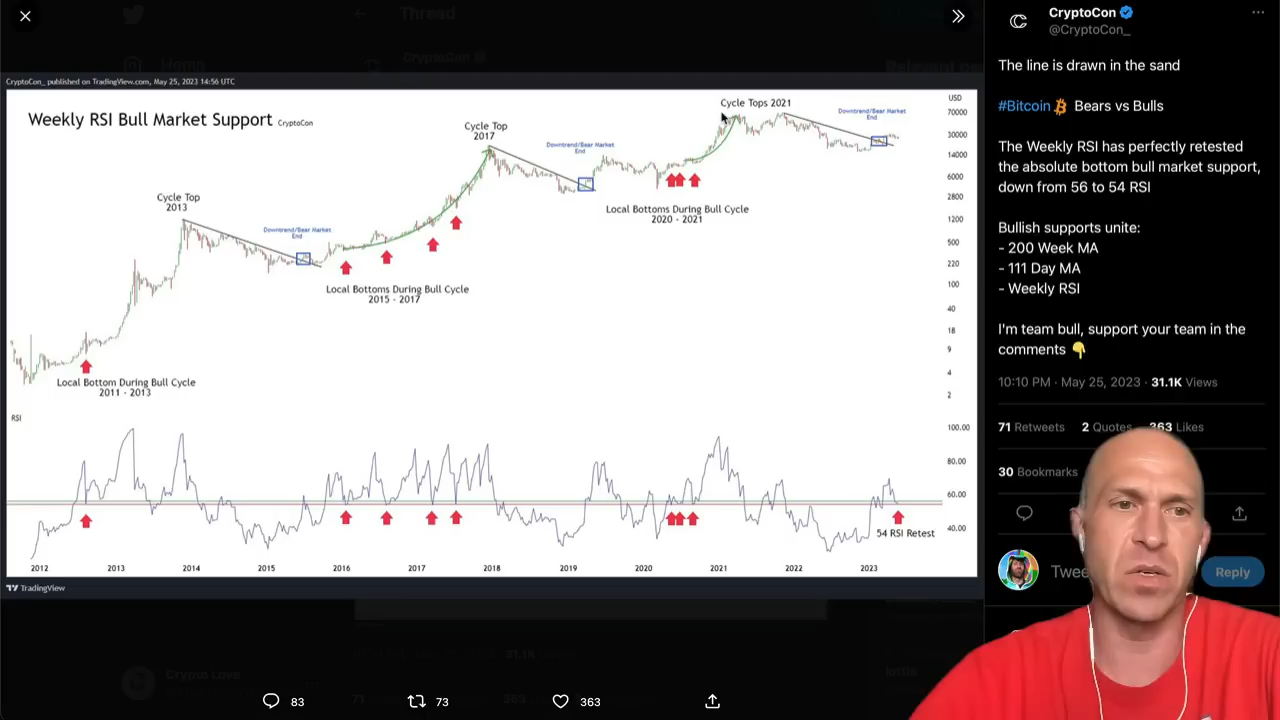 Thread
CryptoCon_ published on TradingView.com, May 25, 2023 14:56 UTC
Weekly RSI Bull Market Support CryptoCon
Cycle Top
2013
Downtrend/Bear Market
End
Local Bottom During Bull Cycle
2011 - 2013
Cycle Top
2017
Downtrend/Bear Market
End
Local Bottoms During Bull Cycle
2015 - 2017
Cycle Tops 2021
Downtrend/Bear Market
End
Local Bottoms During Bull Cycle
2020 - 2021
USD
70000
30000
14000
6000
2800
1200
500
220
100
40
18
9
4
2
RSI
100.00
80.00
60.00
40.00
54 RSI Retest
2012 2013 2014 2015 2016 2017 2018 2019 2020 2021 2022 2023
TradingView
Crypto Love
83 73 363
CryptoCon
@CryptoCon_
The line is drawn in the sand
#Bitcoin Bears vs Bulls
The Weekly RSI has perfectly retested
the absolute bottom bull market support,
down from 56 to 54 RSI
Bullish supports unite:
- 200 Week MA
- 111 Day MA
- Weekly RSI
I'm team bull, support your team in the
comments
10:10 PM · May 25, 2023 · 31.1K Views
71 Retweets 2 Quotes 363 Likes
30 Bookmarks
Reply